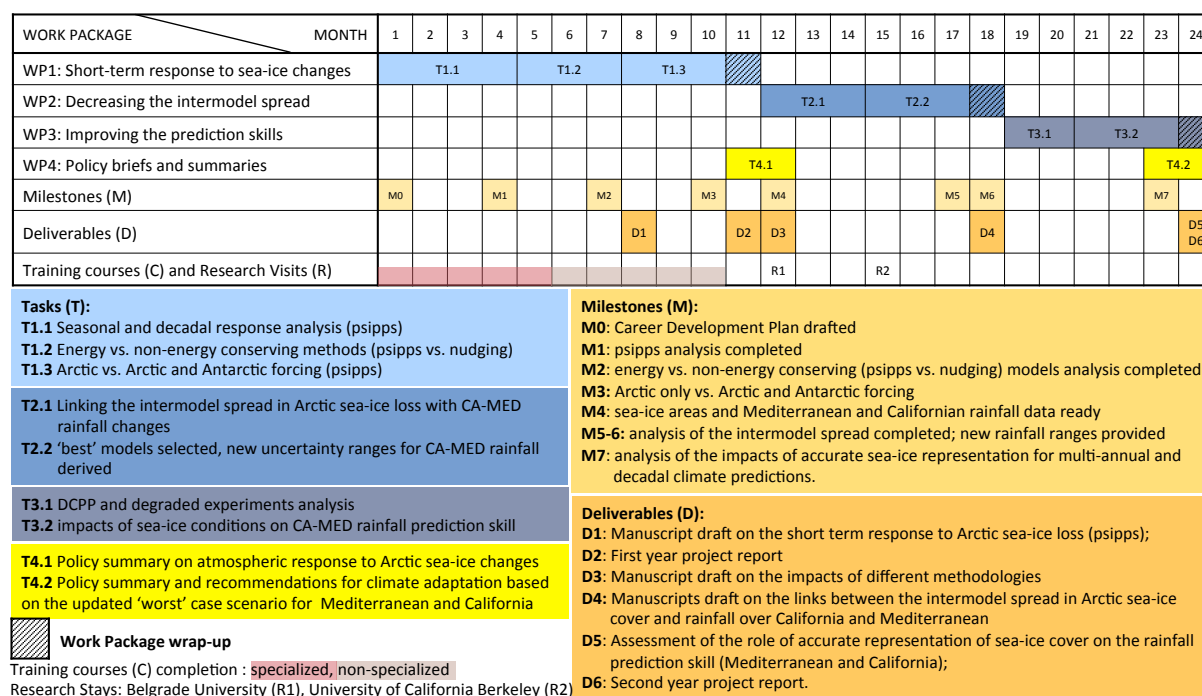 WORK PACKAGE MONTH 1 2 3 4 5 6 7 8 9 10 11 12 13 14 15 16 17 18 19 20 21 22 23 24
WP1: Short-term response to sea-ice changes T1.1 T1.2 T1.3
WP2: Decreasing the intermodel spread T2.1 T2.2
WP3: Improving the prediction skills T3.1 T3.2
WP4: Policy briefs and summaries T4.1 T4.2
Milestones (M) M0 M1 M2 M3 M4 M5 M6 M7
Deliverables (D) D1 D2 D3 D4 D5
D6
Training courses (C) and Research Visits (R) R1 R2
Tasks (T):
T1.1 Seasonal and decadal response analysis (psipps)
T1.2 Energy vs. non-energy conserving methods (psipps vs. nudging)
T1.3 Arctic vs. Arctic and Antarctic forcing (psipps)
T2.1 Linking the intermodel spread in Arctic sea-ice loss with CA-MED
rainfall changes
T2.2 ‘best’ models selected, new uncertainty ranges for CA-MED rainfall
derived
T3.1 DCPP and degraded experiments analysis
T3.2 impacts of sea-ice conditions on CA-MED rainfall prediction skill
T4.1 Policy summary on atmospheric response to Arctic sea-ice changes
T4.2 Policy summary and recommendations for climate adaptation based
on the updated ‘worst’ case scenario for Mediterranean and California
Work Package wrap-up
Training courses (C) completion : specialized, non-specialized
Research Stays: Belgrade University (R1), University of California Berkeley (R2)
Milestones (M):
M0: Career Development Plan drafted
M1: psipps analysis completed
M2: energy vs. non-energy conserving (psipps vs. nudging) models analysis completed
M3: Arctic only vs. Arctic and Antarctic forcing
M4: sea-ice areas and Mediterranean and Californian rainfall data ready
M5-6: analysis of the intermodel spread completed; new rainfall ranges provided
M7: analysis of the impacts of accurate sea-ice representation for multi-annual and
decadal climate predictions.
Deliverables (D):
D1: Manuscript draft on the short term response to Arctic sea-ice loss (psipps);
D2: First year project report
D3: Manuscript draft on the impacts of different methodologies
D4: Manuscripts draft on the links between the intermodel spread in Arctic sea-ice
cover and rainfall over California and Mediterranean
D5: Assessment of the role of accurate representation of sea-ice cover on the rainfall
prediction skill (Mediterranean and California);
D6: Second year project report.